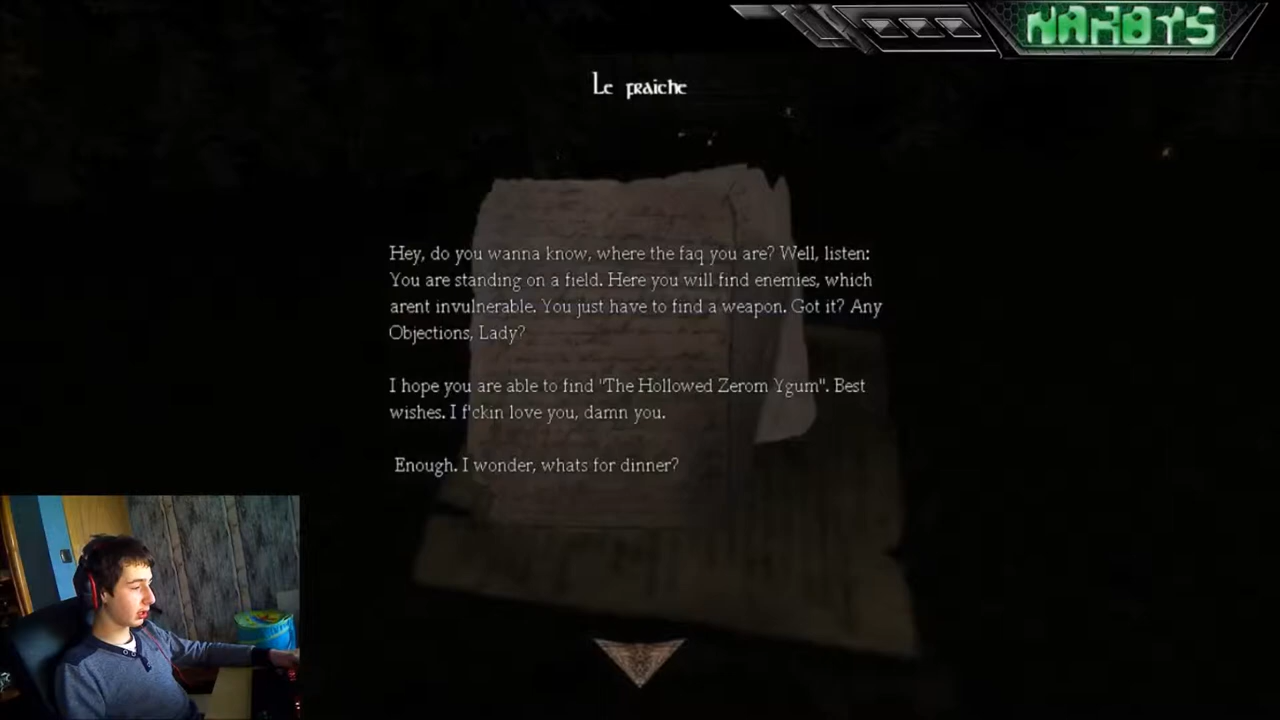 NAROYS
Le fraiche
Hey, do you wanna know, where the faq you are? Well, listen:
You are standing on a field. Here you will find enemies, which
arent invulnerable. You just have to find a weapon. Got it? Any
Objections, Lady?
I hope you are able to find "The Hollowed Zerom Ygum". Best
wishes. I f'ckin love you, damn you.
Enough. I wonder, whats for dinner?